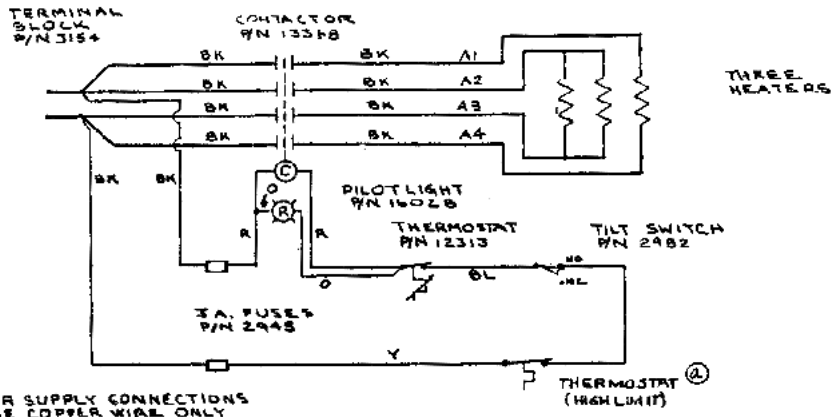 TERMINAL
BLOCK
P/N 3154
CONTACTOR
P/N 13368
BK
BK
A1
BK
BK
A2
BK
BK
A3
BK
BK
A4
THREE
HEATERS
BK
BK
C
O
R
R
R
PILOT LIGHT
P/N 16028
THERMOSTAT
P/N 12313
TILT SWITCH
P/N 2982
O
BL
NO
NC
3 A. FUSES
P/N 2945
Y
THERMOSTAT
(HIGH LIMIT)
a
R SUPPLY CONNECTIONS
COPPER WIRE ONLY